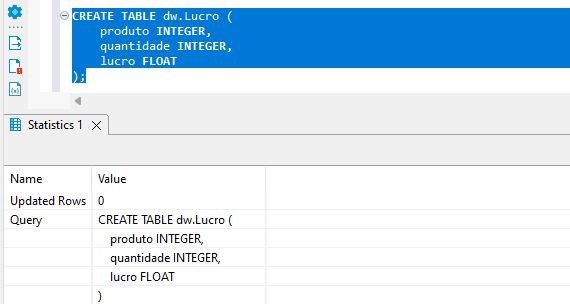 CREATE TABLE dw.Lucro (
produto INTEGER,
quantidade INTEGER,
lucro FLOAT
);
Statistics 1
Name Value
Updated Rows 0
Query CREATE TABLE dw.Lucro (
produto INTEGER,
quantidade INTEGER,
lucro FLOAT
)